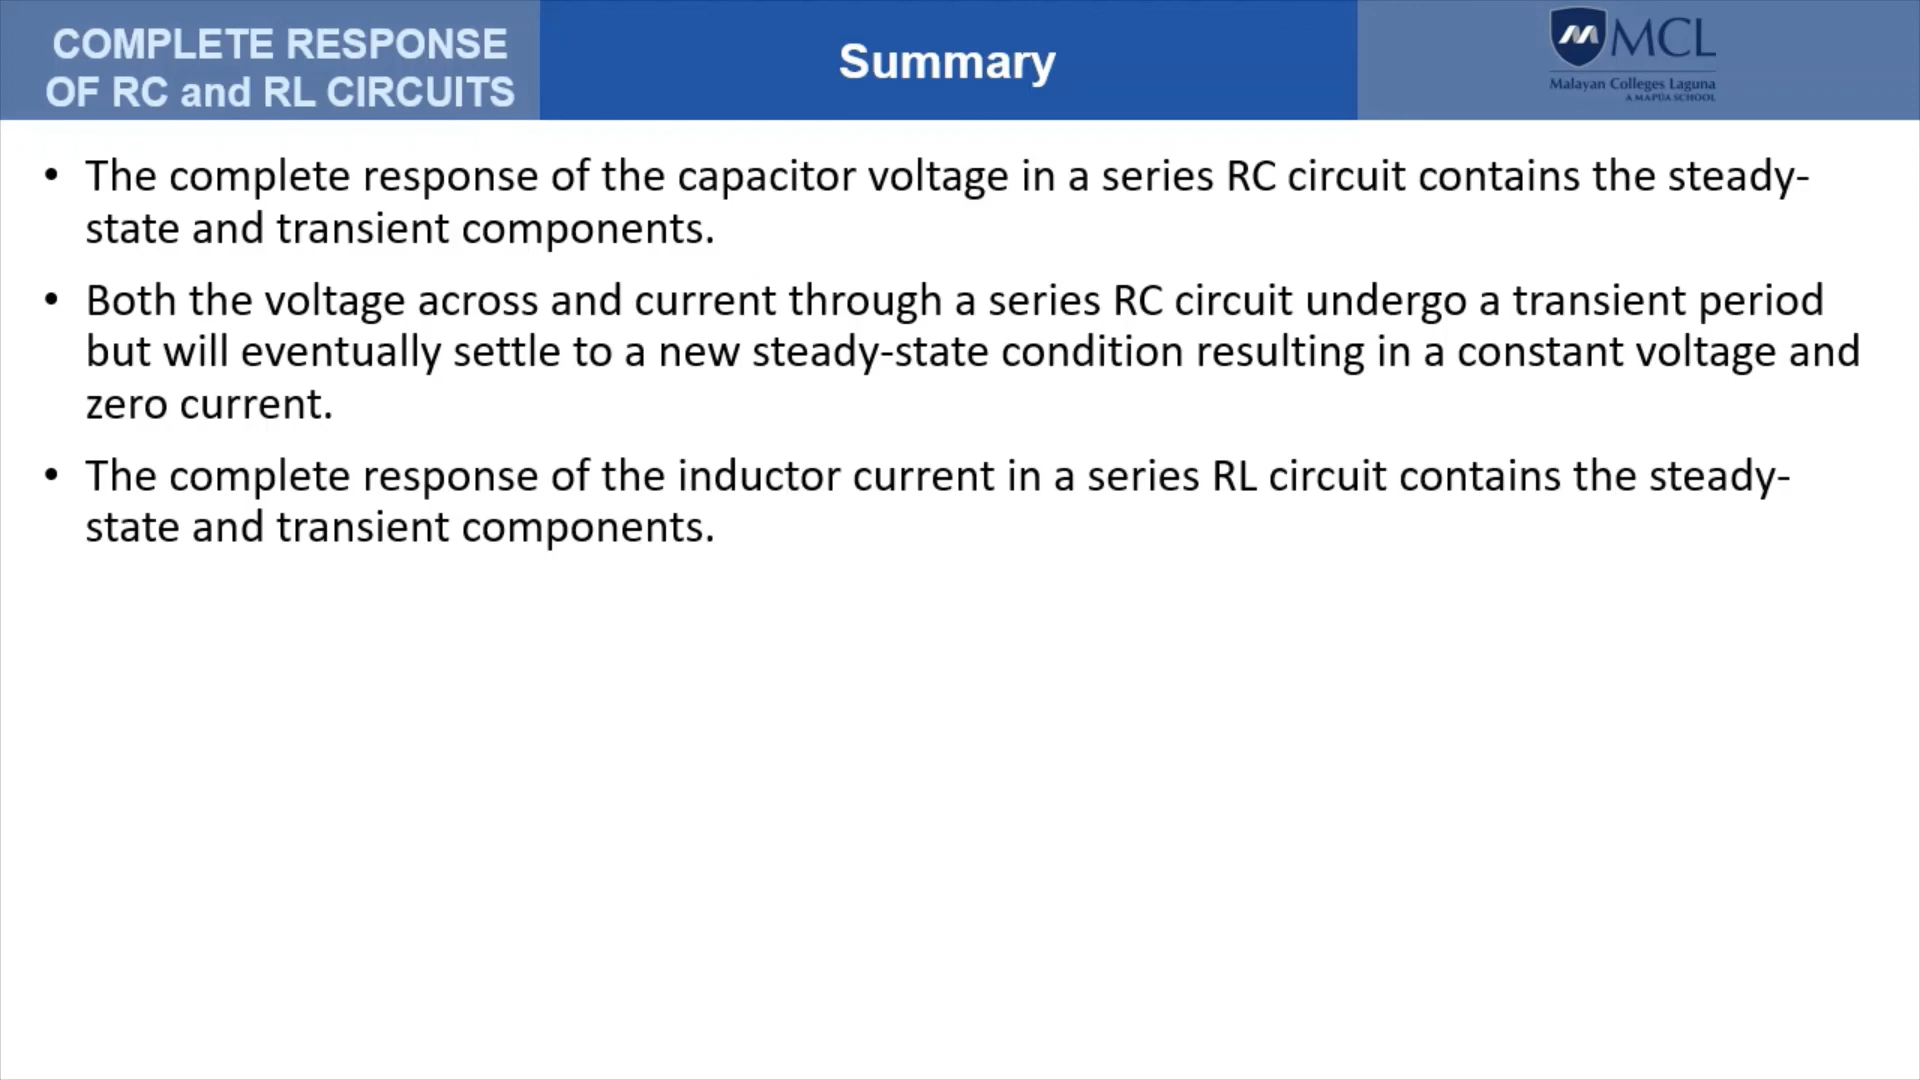 COMPLETE RESPONSE
OF RC and RL CIRCUITS
Summary
MCL
Malayan Colleges Laguna
A MAPÚA SCHOOL
• The complete response of the capacitor voltage in a series RC circuit contains the steady-
state and transient components.
• Both the voltage across and current through a series RC circuit undergo a transient period
but will eventually settle to a new steady-state condition resulting in a constant voltage and
zero current.
• The complete response of the inductor current in a series RL circuit contains the steady-
state and transient components.